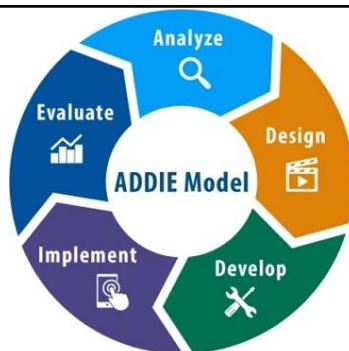 Analyze
Design
Develop
Implement
Evaluate
ADDIE Model